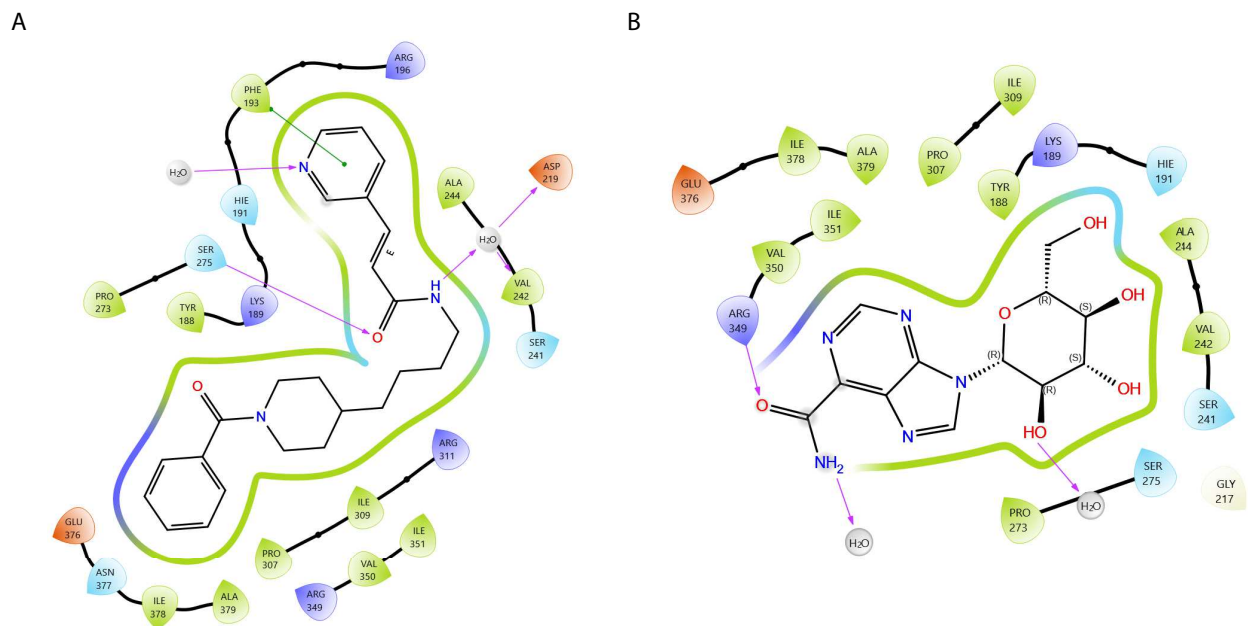 A
ARG
196
PHE
193
N
H₂O
ASP
219
ALA
244
HIE
191
H₂O
SER
275
E
H
N
VAL
242
PRO
273
TYR
188
LYS
189
O
SER
241
O
N
ARG
311
GLU
376
ILE
309
ILE
351
PRO
307
VAL
350
ASN
377
ILE
378
ALA
379
ARG
349
B
ILE
309
ILE
378
ALA
379
PRO
307
LYS
189
GLU
376
TYR
188
HIE
191
ILE
351
VAL
350
OH
ALA
244
ARG
349
(R)
OH
N
N
O
(S)
VAL
242
O
(R)
(S)
N
(R)
OH
SER
241
N
HO
NH₂
SER
275
GLY
217
PRO
273
H₂O
H₂O